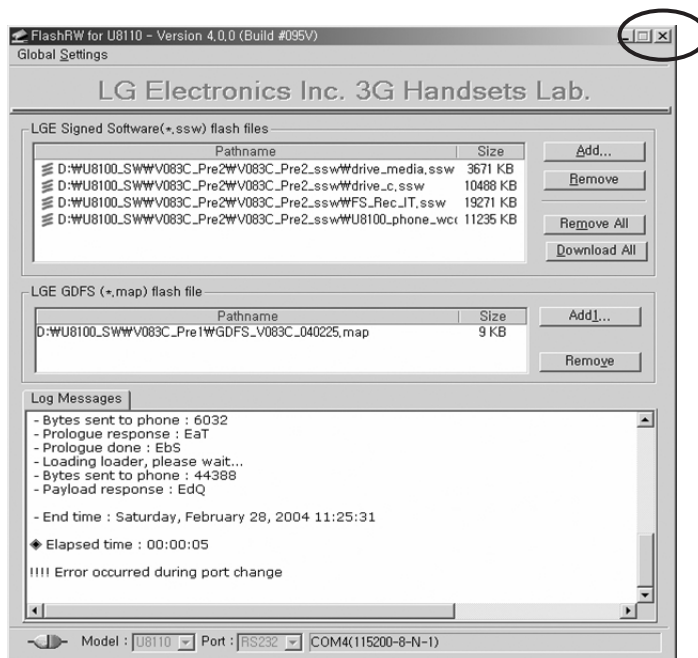 FlashRW for U8110 - Version 4,0,0 (Build #095V)
Global Settings
LG Electronics Inc. 3G Handsets Lab.
LGE Signed Software(*,ssw) flash files
Pathname Size
D:₩U8100_SW₩V083C_Pre2₩V083C_Pre2_ssw₩drive_media,ssw 3671 KB
D:₩U8100_SW₩V083C_Pre2₩V083C_Pre2_ssw₩drive_c,ssw 10488 KB
D:₩U8100_SW₩V083C_Pre2₩V083C_Pre2_ssw₩FS_Rec_IT,ssw 19271 KB
D:₩U8100_SW₩V083C_Pre2₩V083C_Pre2_ssw₩U8100_phone_wc( 11235 KB
Add...
Remove
Remove All
Download All
LGE GDFS (*,map) flash file
Pathname Size
D:₩U8100_SW₩V083C_Pre1₩GDFS_V083C_040225,map 9 KB
Add1...
Remove
Log Messages
- Bytes sent to phone : 6032
- Prologue response : EaT
- Prologue done : EbS
- Loading loader, please wait...
- Bytes sent to phone : 44388
- Payload response : EdQ
- End time : Saturday, February 28, 2004 11:25:31
◈ Elapsed time : 00:00:05
!!!! Error occurred during port change
Model : U8110 Port : RS232 COM4(115200-8-N-1)